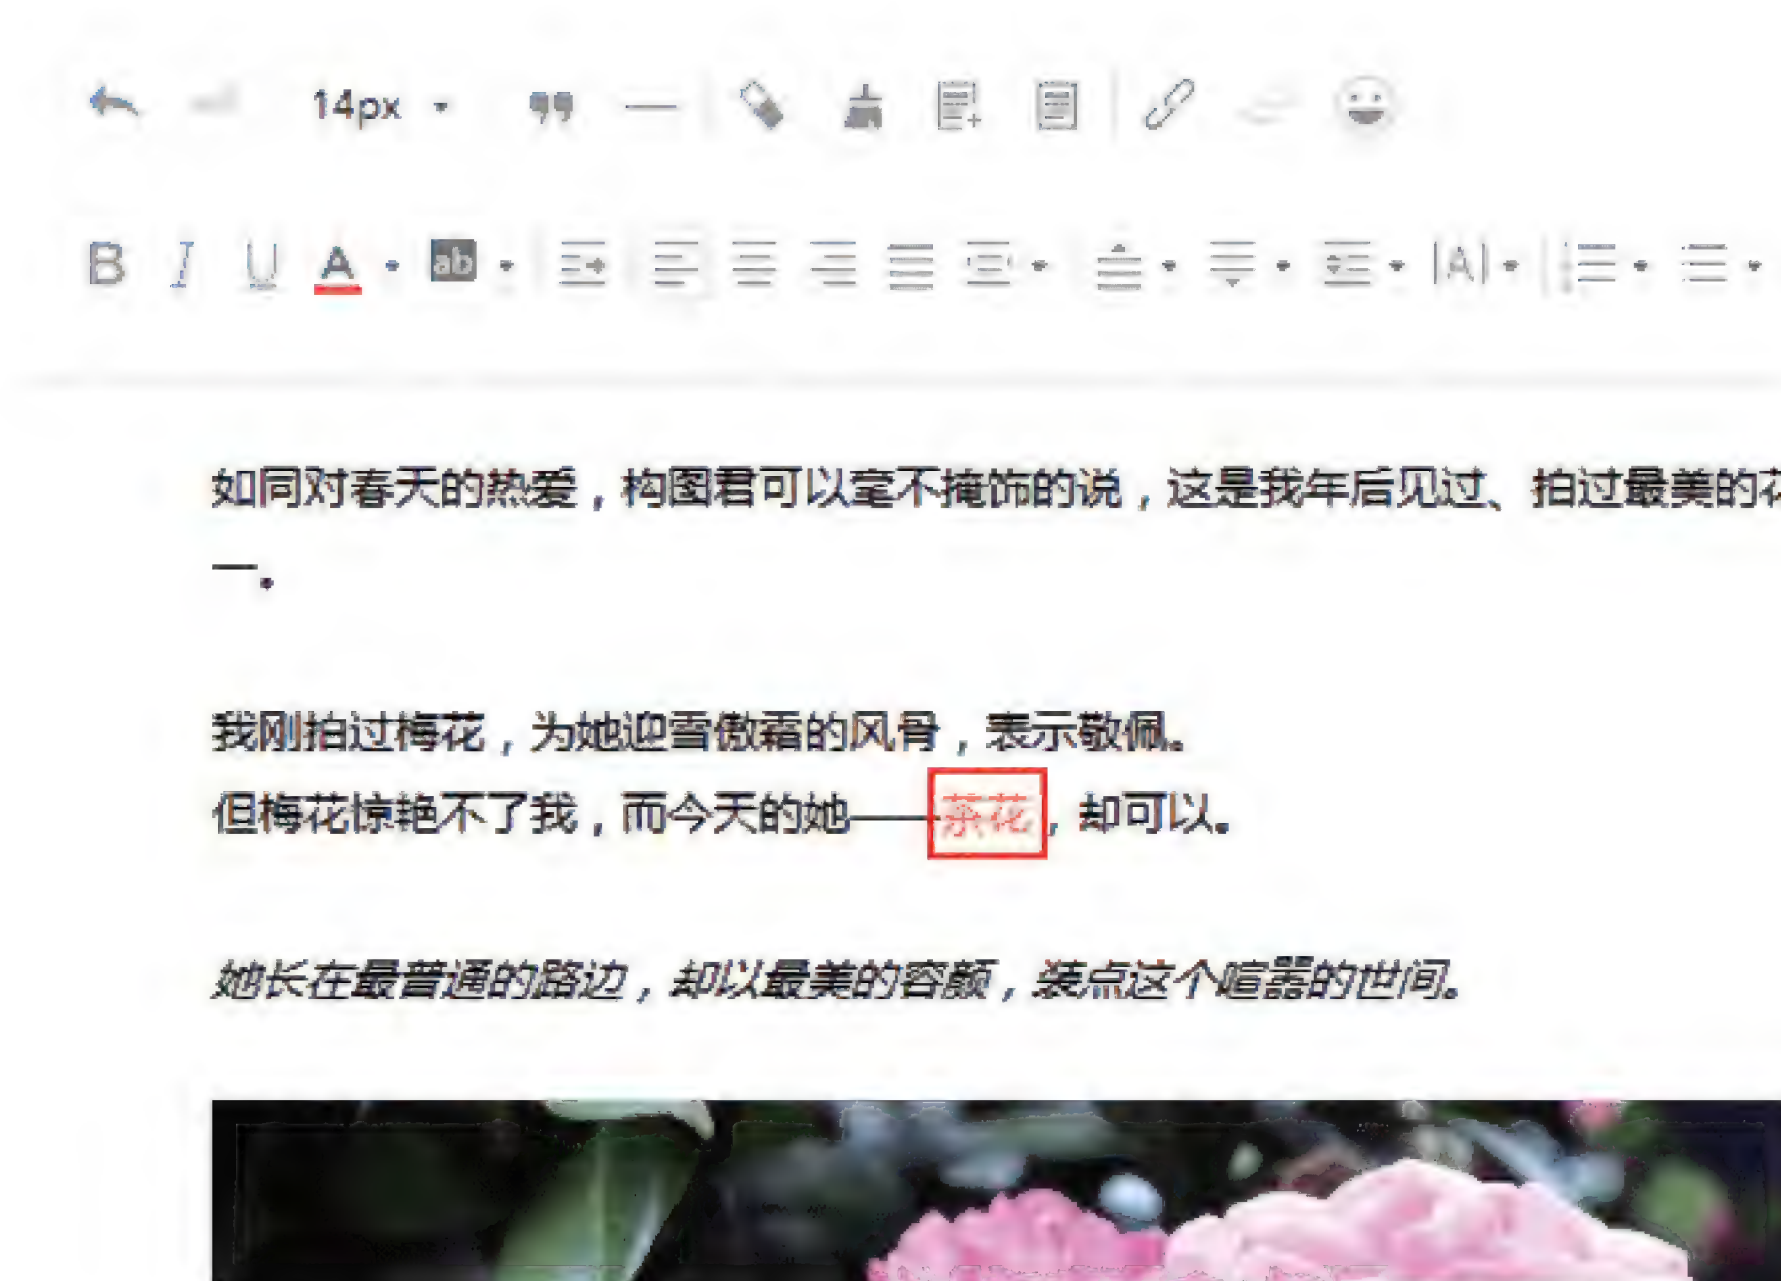 14px
B I U A ab A
如同对春天的热爱，构图君可以毫不掩饰的说，这是我年后见过、拍过最美的花
一。
我刚拍过梅花，为她迎雪傲霜的风骨，表示敬佩。
但梅花惊艳不了我，而今天的她——茶花，却可以。
她长在最普通的路边，却以最美的容颜，装点这个喧嚣的世间。